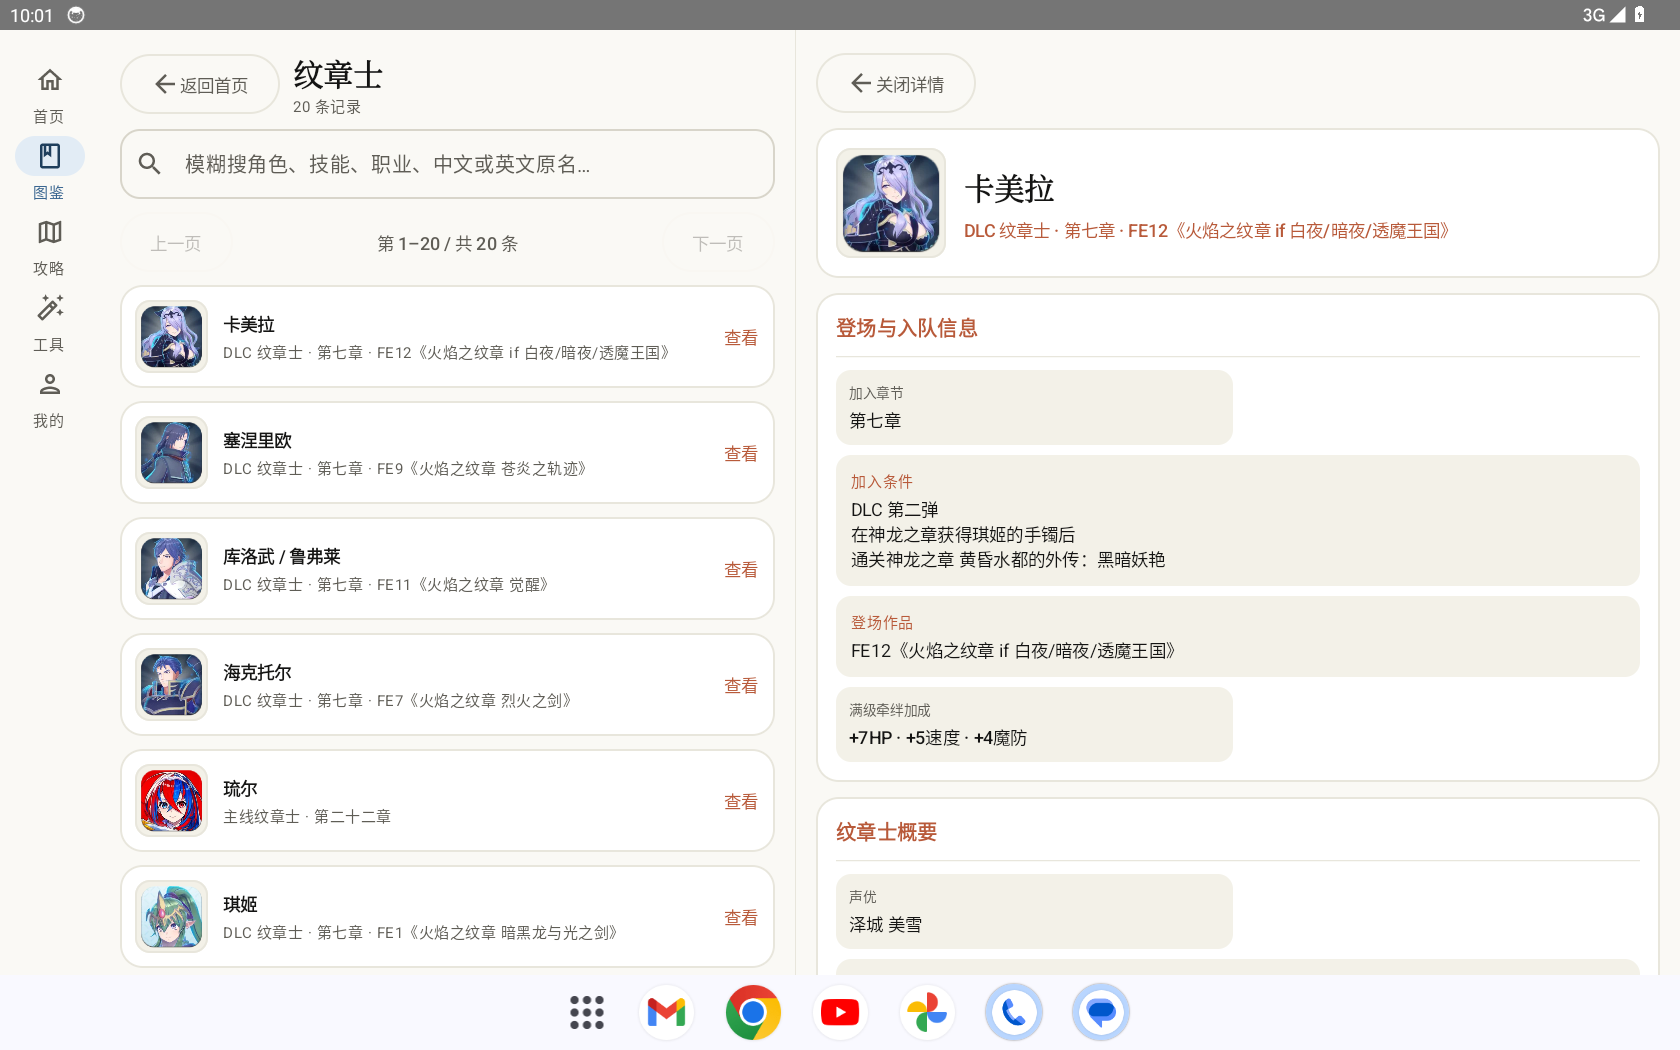 10:01
3G
首页
图鉴
攻略
工具
我的
返回首页
纹章士
20 条记录
模糊搜角色、技能、职业、中文或英文原名...
上一页
第 1–20 / 共 20 条
下一页
卡美拉
DLC 纹章士 · 第七章 · FE12《火焰之纹章 if 白夜/暗夜/透魔王国》
查看
塞涅里欧
DLC 纹章士 · 第七章 · FE9《火焰之纹章 苍炎之轨迹》
查看
库洛武 / 鲁弗莱
DLC 纹章士 · 第七章 · FE11《火焰之纹章 觉醒》
查看
海克托尔
DLC 纹章士 · 第七章 · FE7《火焰之纹章 烈火之剑》
查看
琉尔
主线纹章士 · 第二十二章
查看
琪姬
DLC 纹章士 · 第七章 · FE1《火焰之纹章 暗黑龙与光之剑》
查看
关闭详情
卡美拉
DLC 纹章士 · 第七章 · FE12《火焰之纹章 if 白夜/暗夜/透魔王国》
登场与入队信息
加入章节
第七章
加入条件
DLC 第二弹
在神龙之章获得琪姬的手镯后
通关神龙之章 黄昏水都的外传：黑暗妖艳
登场作品
FE12《火焰之纹章 if 白夜/暗夜/透魔王国》
满级牵绊加成
+7HP · +5速度 · +4魔防
纹章士概要
声优
泽城 美雪